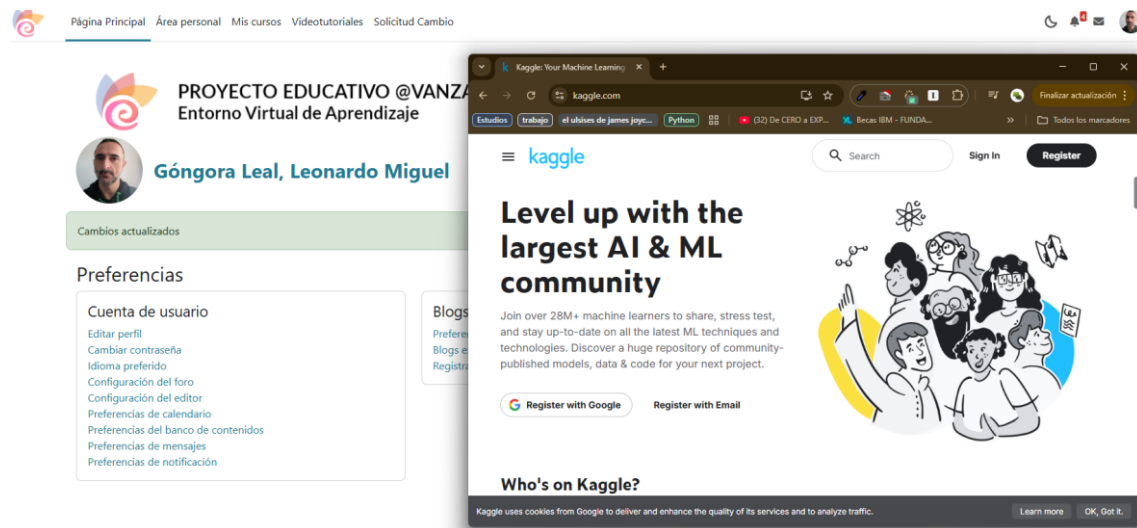 Página Principal Área personal Mis cursos Videotutoriales Solicitud Cambio
4
PROYECTO EDUCATIVO @VANZA
Entorno Virtual de Aprendizaje
Góngora Leal, Leonardo Miguel
Cambios actualizados
Preferencias
Cuenta de usuario
Editar perfil
Cambiar contraseña
Idioma preferido
Configuración del foro
Configuración del editor
Preferencias de calendario
Preferencias del banco de contenidos
Preferencias de mensajes
Preferencias de notificación
Blogs
Prefere
Blogs e
Registra
Kaggle: Your Machine Learning
kaggle.com
Finalizar actualización
Estudios trabajo el ulsises de james joyc... Python (32) De CERO a EXP... Becas IBM - FUNDA... Todos los marcadores
kaggle Search Sign In Register
Level up with the
largest AI & ML
community
Join over 28M+ machine learners to share, stress test,
and stay up-to-date on all the latest ML techniques and
technologies. Discover a huge repository of community-
published models, data & code for your next project.
Register with Google Register with Email
Who's on Kaggle?
Kaggle uses cookies from Google to deliver and enhance the quality of its services and to analyze traffic. Learn more OK, Got it.